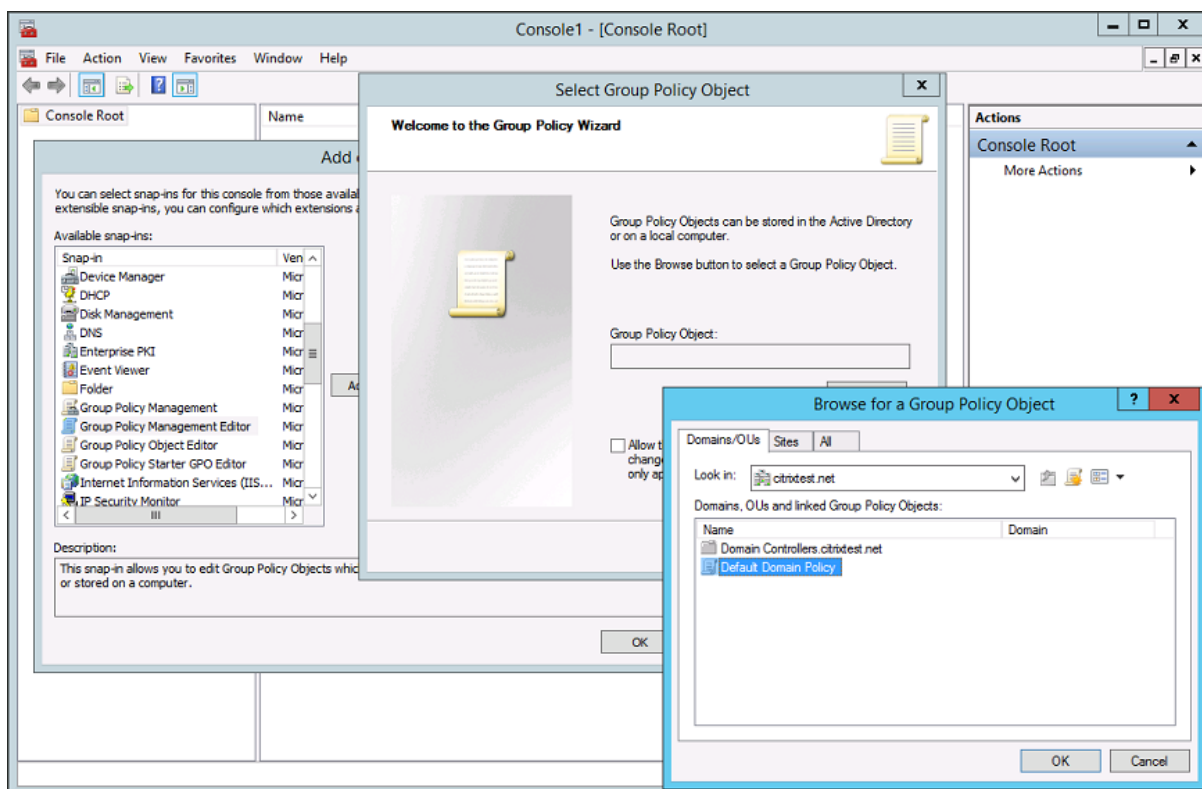 Console1 - [Console Root]
File Action View Favorites Window Help
Console Root
Name
Actions
Console Root
More Actions
Add
You can select snap-ins for this console from those
extensible snap-ins, you can configure which extensions
Available snap-ins:
Snap-in Ven
Device Manager Micr
DHCP Micr
Disk Management Micr
DNS Micr
Enterprise PKI Micr
Event Viewer Micr
Folder Micr
Group Policy Management Micr
Group Policy Management Editor Micr
Group Policy Object Editor Micr
Group Policy Starter GPO Editor Micr
Internet Information Services (IIS... Micr
IP Security Monitor Micr
Description:
This snap-in allows you to edit Group Policy Objects
or stored on a computer.
OK
Select Group Policy Object
Welcome to the Group Policy Wizard
Group Policy Objects can be stored in the Active Directory
or on a local computer.
Use the Browse button to select a Group Policy Object.
Group Policy Object:
Allow
only
Browse for a Group Policy Object
Domains/OUs Sites All
Look in: citrixtest.net
Domains, OUs and linked Group Policy Objects:
Name Domain
Domain Controllers.citrixtest.net
Default Domain Policy
OK Cancel